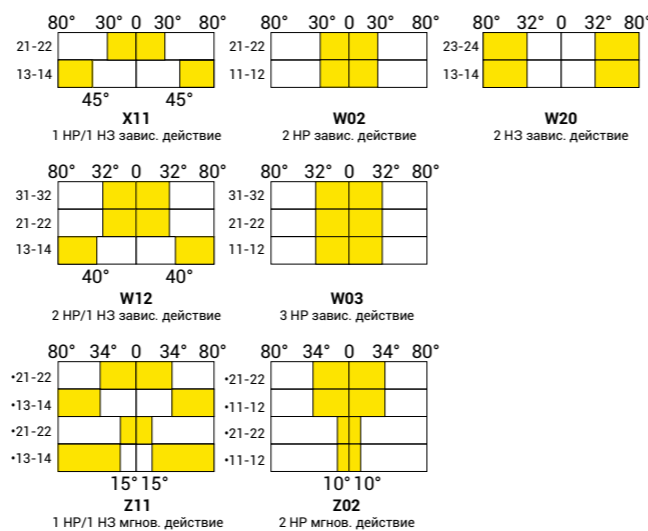 80° 30° 0 30° 80°
21-22
13-14
45° 45°
X11
1 НР/1 НЗ завис. действие
80° 30° 0 30° 80°
21-22
11-12
W02
2 НР завис. действие
80° 32° 0 32° 80°
23-24
13-14
W20
2 НЗ завис. действие
80° 32° 0 32° 80°
31-32
21-22
13-14
40° 40°
W12
2 НР/1 НЗ завис. действие
80° 32° 0 32° 80°
31-32
21-22
11-12
W03
3 НР завис. действие
80° 34° 0 34° 80°
•21-22
•13-14
•21-22
•13-14
15° 15°
Z11
1 НР/1 НЗ мгнов. действие
80° 34° 0 34° 80°
•21-22
•11-12
•21-22
•11-12
10° 10°
Z02
2 НР мгнов. действие